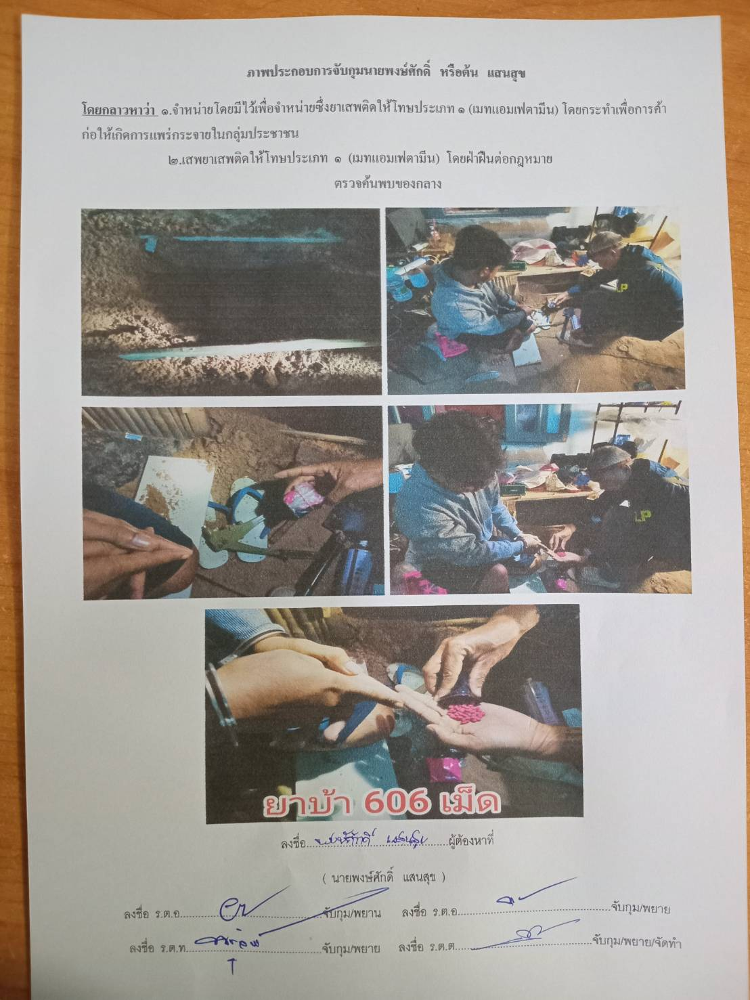 ภาพประกอบการจับกุมนายพงษ์ศักดิ์ หรือต้น แสนสุข
โดยกลาวหาว่า ๑.จำหน่ายโดยมีไว้เพื่อจำหน่ายซึ่งยาเสพติดให้โทษประเภท ๑ (เมทแอมเฟตามีน) โดยกระทำเพื่อการค้า
ก่อให้เกิดการแพร่กระจายในกลุ่มประชาชน
๒.เสพยาเสพติดให้โทษประเภท ๑ (เมทแอมเฟตามีน) โดยฝ่าฝืนต่อกฎหมาย
ตรวจค้นพบของกลาง
LP
LP
ยาบ้า 606 เม็ด
ลงชื่อ พงษ์ศักดิ์ แสนสุข ผู้ต้องหาที่
( นายพงษ์ศักดิ์ แสนสุข )
ลงชื่อ ร.ต.อ. จับกุม/พยาน ลงชื่อ ร.ต.อ. จับกุม/พยาย
ลงชื่อ ร.ต.ท. จับกุม/พยาย ลงชื่อ ร.ต.ต. จับกุม/พยาย/จัดทำ